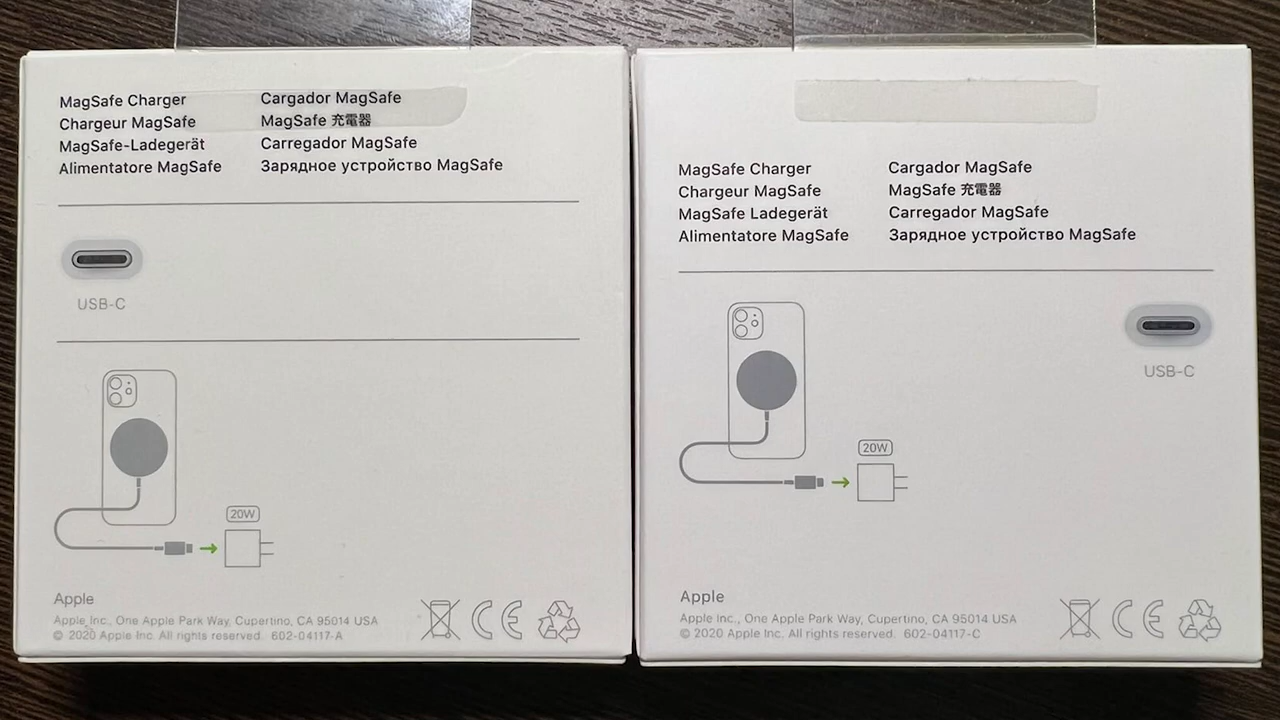 MagSafe Charger
Chargeur MagSafe
MagSafe-Ladegerät
Alimentatore MagSafe
Cargador MagSafe
MagSafe 充電器
Carregador MagSafe
Зарядное устройство MagSafe
USB-C
20W
Apple
Apple Inc., One Apple Park Way, Cupertino, CA 95014 USA
© 2020 Apple Inc. All rights reserved. 602-04117-A
CE
MagSafe Charger
Chargeur MagSafe
MagSafe Ladegerät
Alimentatore MagSafe
Cargador MagSafe
MagSafe 充電器
Carregador MagSafe
Зарядное устройство MagSafe
USB-C
20W
Apple
Apple Inc., One Apple Park Way, Cupertino, CA 95014 USA
© 2020 Apple Inc. All rights reserved. 602-04117-C
CE